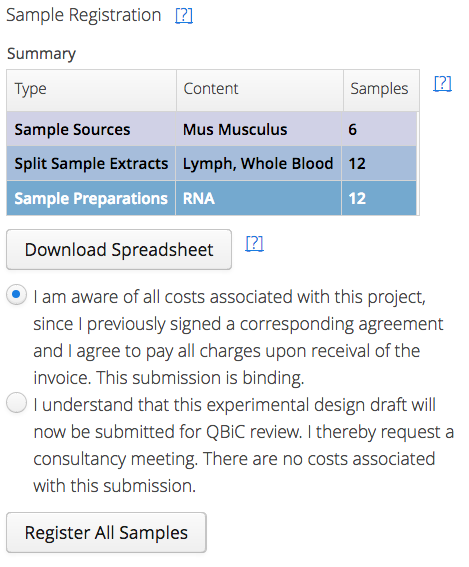 Sample Registration [?]
Summary
Type Content Samples [?]
Sample Sources Mus Musculus 6
Split Sample Extracts Lymph, Whole Blood 12
Sample Preparations RNA 12
Download Spreadsheet [?]
I am aware of all costs associated with this project,
since I previously signed a corresponding agreement
and I agree to pay all charges upon receival of the
invoice. This submission is binding.
I understand that this experimental design draft will
now be submitted for QBiC review. I thereby request a
consultancy meeting. There are no costs associated
with this submission.
Register All Samples